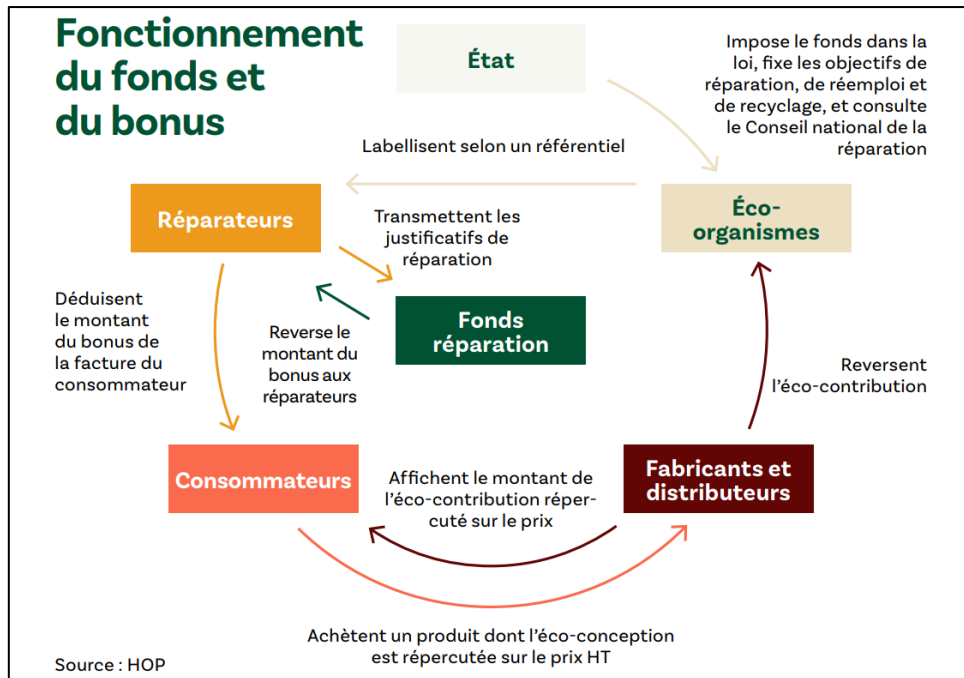 Fonctionnement
du fonds et
du bonus
État
Impose le fonds dans la
loi, fixe les objectifs de
réparation, de réemploi et
de recyclage, et consulte
le Conseil national de la
réparation
Labellisent selon un référentiel
Réparateurs
Éco-
organismes
Transmettent les
justificatifs de
réparation
Déduisent
le montant
du bonus de
la facture du
consommateur
Reverse le
montant du
bonus aux
réparateurs
Fonds
réparation
Reversent
l’éco-contribution
Consommateurs
Affichent le montant de
l’éco-contribution réper-
cuté sur le prix
Fabricants et
distributeurs
Achètent un produit dont l’éco-conception
est répercutée sur le prix HT
Source : HOP